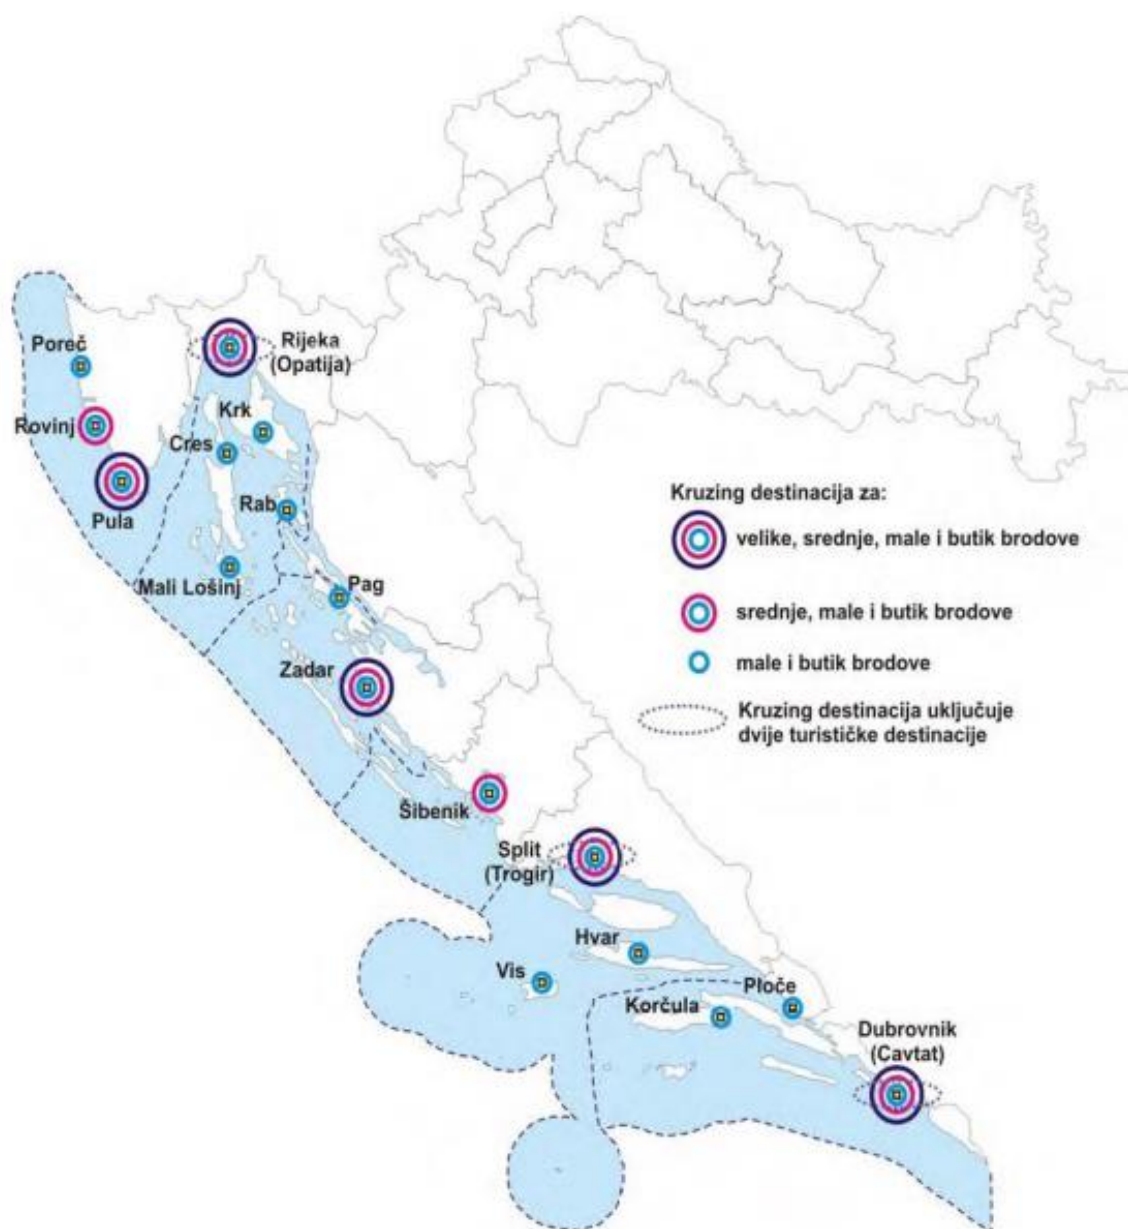 Poreč
Rijeka
(Opatija)
Krk
Rovinj
Cres
Rab
Pula
Mali Lošinj
Pag
Zadar
Šibenik
Split
(Trogir)
Hvar
Vis
Ploče
Korčula
Dubrovnik
(Cavtat)
Kruzing destinacija za:
velike, srednje, male i butik brodove
srednje, male i butik brodove
male i butik brodove
Kruzing destinacija uključuje
dvije turističke destinacije